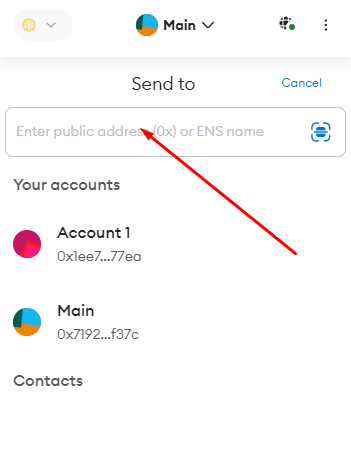 Main
Send to
Cancel
Enter public address (0x) or ENS name
Your accounts
Account 1
0x1ee7...77ea
Main
0x7192...f37c
Contacts